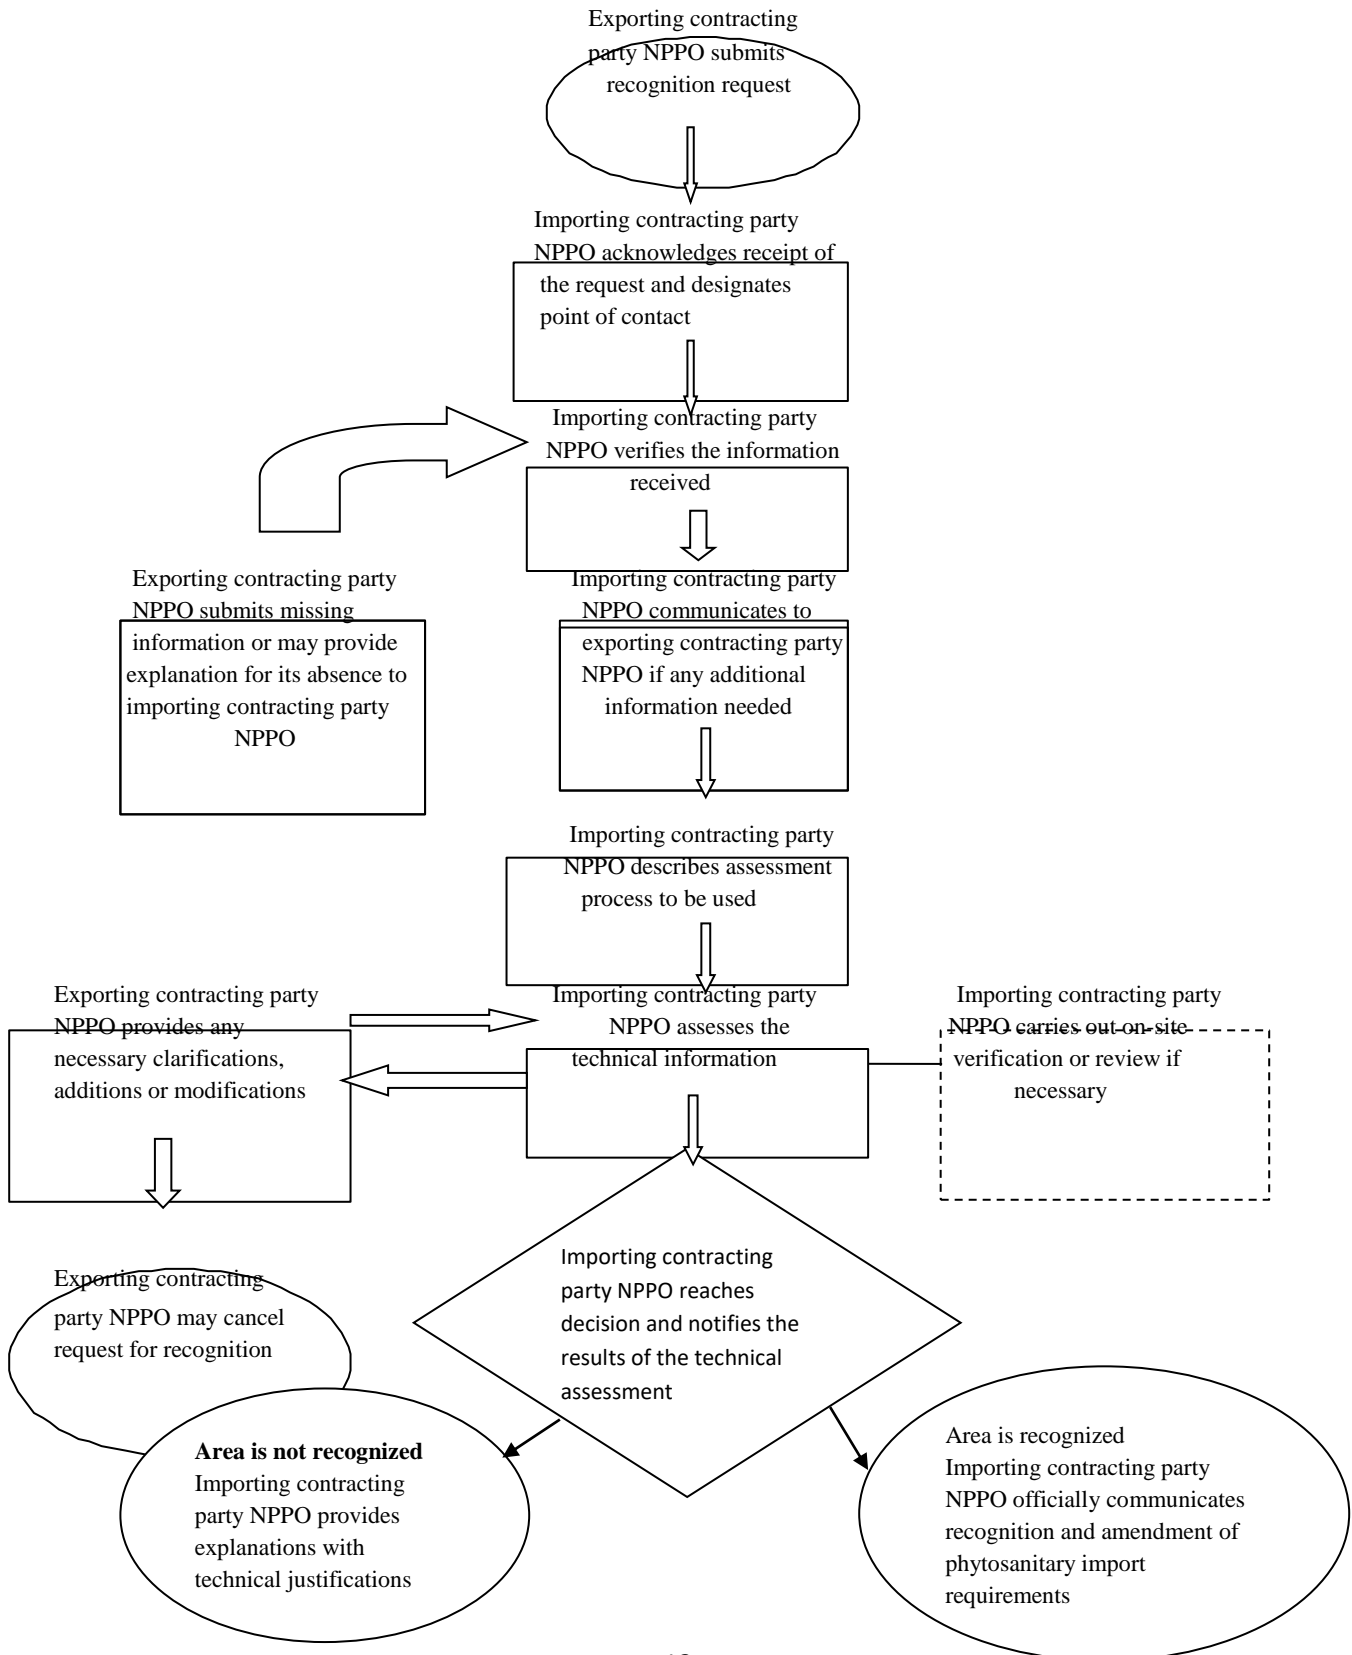 Exporting contracting
party NPPO submits
recognition request
Importing contracting party
NPPO acknowledges receipt of
the request and designates
point of contact
Importing contracting party
NPPO verifies the information
received
Exporting contracting party
NPPO submits missing
information or may provide
explanation for its absence to
importing contracting party
NPPO
Importing contracting party
NPPO communicates to
exporting contracting party
NPPO if any additional
information needed
Importing contracting party
NPPO describes assessment
process to be used
Exporting contracting party
NPPO provides any
necessary clarifications,
additions or modifications
Importing contracting party
NPPO assesses the
technical information
Importing contracting party
NPPO carries out on-site
verification or review if
necessary
Exporting contracting
party NPPO may cancel
request for recognition
Importing contracting
party NPPO reaches
decision and notifies the
results of the technical
assessment
Area is not recognized
Importing contracting
party NPPO provides
explanations with
technical justifications
Area is recognized
Importing contracting party
NPPO officially communicates
recognition and amendment of
phytosanitary import
requirements